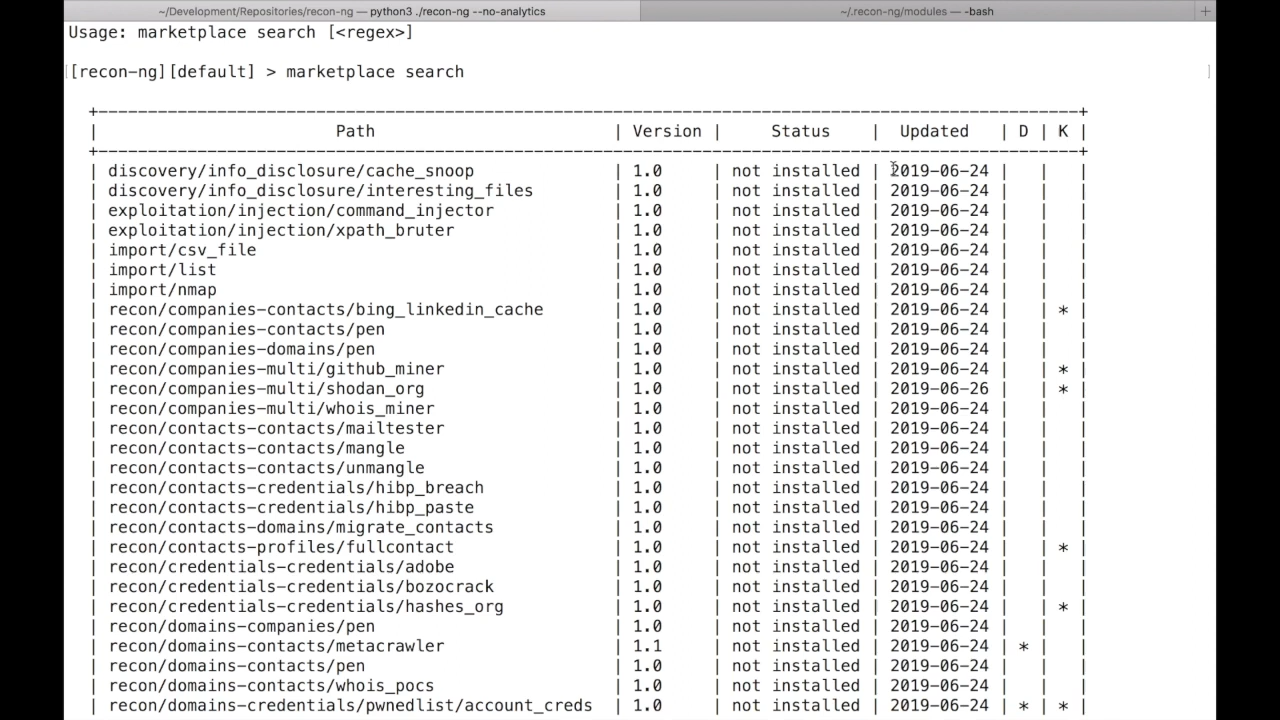 ~/Development/Repositories/recon-ng — python3 ./recon-ng --no-analytics ~/.recon-ng/modules — -bash +
Usage: marketplace search [<regex>]
[recon-ng][default] > marketplace search
+---------------------------------------------------------------------------------------------------+
| Path | Version | Status | Updated | D | K |
+---------------------------------------------------------------------------------------------------+
| discovery/info_disclosure/cache_snoop | 1.0 | not installed | 2019-06-24 | | |
| discovery/info_disclosure/interesting_files | 1.0 | not installed | 2019-06-24 | | |
| exploitation/injection/command_injector | 1.0 | not installed | 2019-06-24 | | |
| exploitation/injection/xpath_bruter | 1.0 | not installed | 2019-06-24 | | |
| import/csv_file | 1.0 | not installed | 2019-06-24 | | |
| import/list | 1.0 | not installed | 2019-06-24 | | |
| import/nmap | 1.0 | not installed | 2019-06-24 | | |
| recon/companies-contacts/bing_linkedin_cache | 1.0 | not installed | 2019-06-24 | | * |
| recon/companies-contacts/pen | 1.0 | not installed | 2019-06-24 | | |
| recon/companies-domains/pen | 1.0 | not installed | 2019-06-24 | | |
| recon/companies-multi/github_miner | 1.0 | not installed | 2019-06-24 | | * |
| recon/companies-multi/shodan_org | 1.0 | not installed | 2019-06-26 | | * |
| recon/companies-multi/whois_miner | 1.0 | not installed | 2019-06-24 | | |
| recon/contacts-contacts/mailtester | 1.0 | not installed | 2019-06-24 | | |
| recon/contacts-contacts/mangle | 1.0 | not installed | 2019-06-24 | | |
| recon/contacts-contacts/unmangle | 1.0 | not installed | 2019-06-24 | | |
| recon/contacts-credentials/hibp_breach | 1.0 | not installed | 2019-06-24 | | |
| recon/contacts-credentials/hibp_paste | 1.0 | not installed | 2019-06-24 | | |
| recon/contacts-domains/migrate_contacts | 1.0 | not installed | 2019-06-24 | | |
| recon/contacts-profiles/fullcontact | 1.0 | not installed | 2019-06-24 | | * |
| recon/credentials-credentials/adobe | 1.0 | not installed | 2019-06-24 | | |
| recon/credentials-credentials/bozocrack | 1.0 | not installed | 2019-06-24 | | |
| recon/credentials-credentials/hashes_org | 1.0 | not installed | 2019-06-24 | | * |
| recon/domains-companies/pen | 1.0 | not installed | 2019-06-24 | | |
| recon/domains-contacts/metacrawler | 1.1 | not installed | 2019-06-24 | * | |
| recon/domains-contacts/pen | 1.0 | not installed | 2019-06-24 | | |
| recon/domains-contacts/whois_pocs | 1.0 | not installed | 2019-06-24 | | |
| recon/domains-credentials/pwnedlist/account_creds | 1.0 | not installed | 2019-06-24 | * | * |